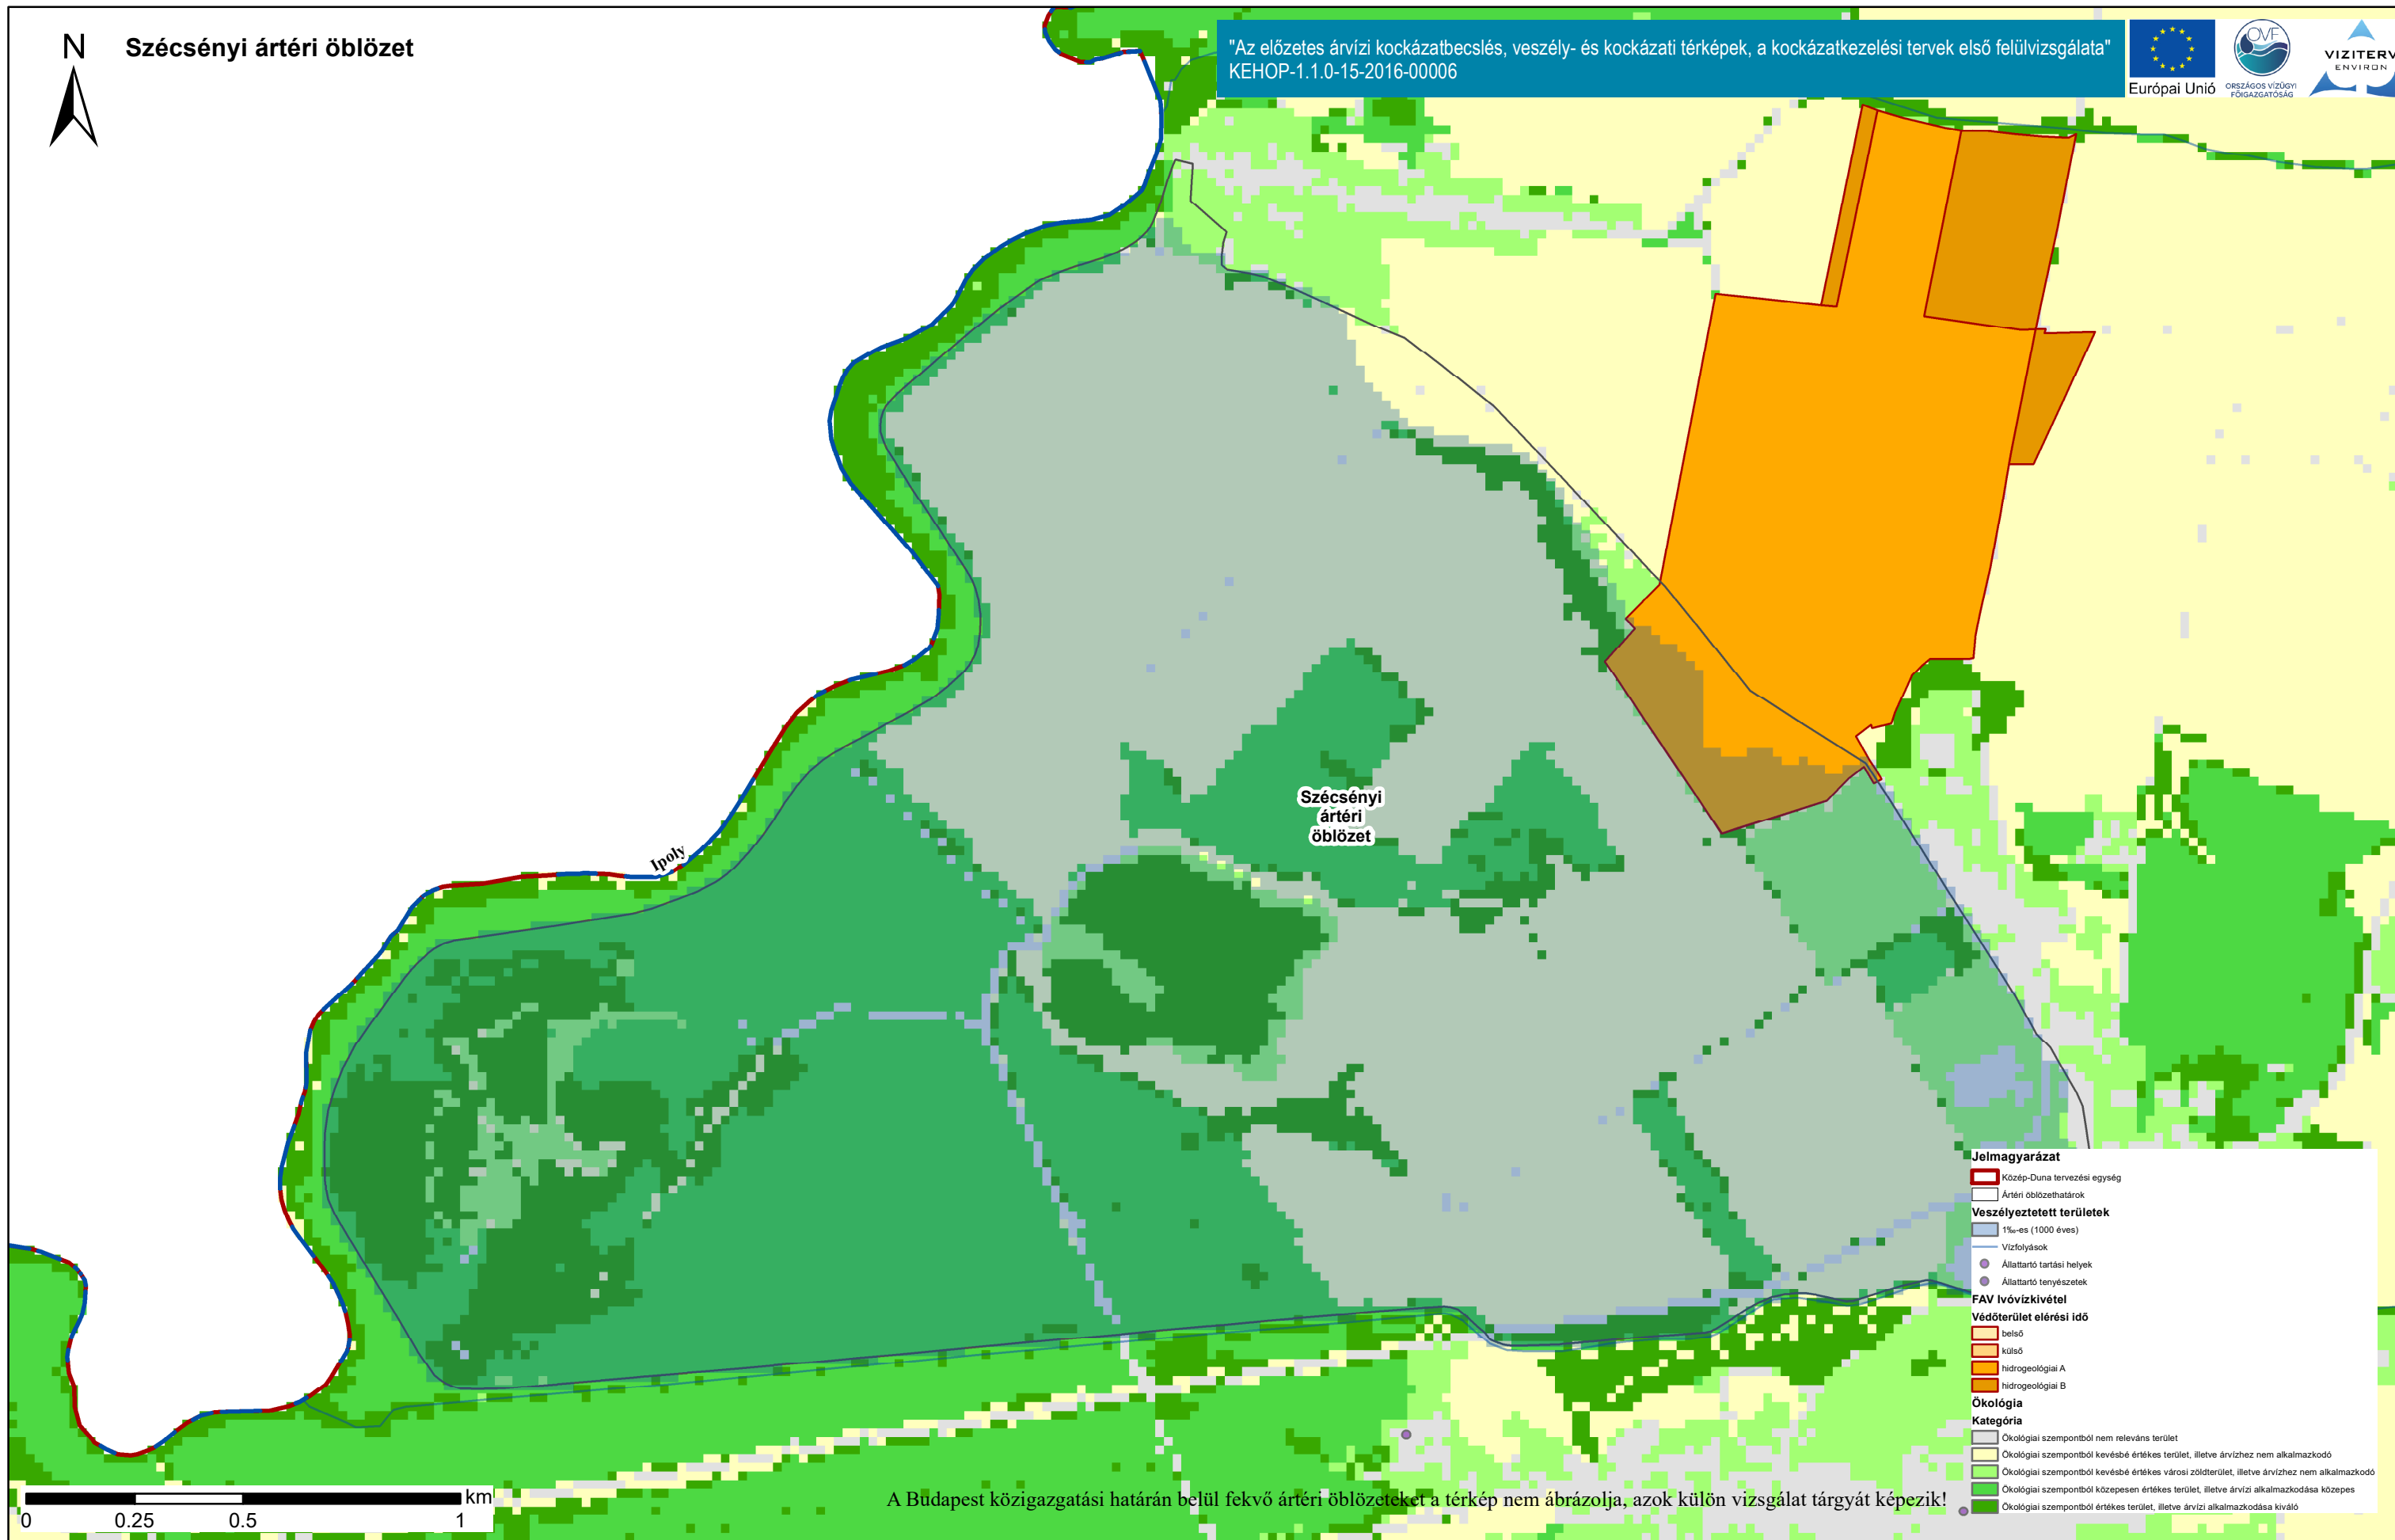 N
Szécsényi ártéri öblözet
"Az előzetes árvízi kockázatbecslés, veszély- és kockázati térképek, a kockázatkezelési tervek első felülvizsgálata"
KEHOP-1.1.0-15-2016-00006
Európai Unió
OVF
ORSZÁGOS VÍZÜGYI
FŐIGAZGATÓSÁG
VIZITERV
ENVIRON
Szécsényi
ártéri
öblözet
Ipoly
Jelmagyarázat
Közép-Duna tervezési egység
Ártéri öblözethatárok
Veszélyeztetett területek
1‰-es (1000 éves)
Vízfolyások
Állattartó tartási helyek
Állattartó tenyészetek
FAV Ivóvízkivétel
Védőterület elérési idő
belső
külső
hidrogeológiai A
hidrogeológiai B
Ökológia
Kategória
Ökológiai szempontból nem releváns terület
Ökológiai szempontból kevésbé értékes terület, illetve árvízhez nem alkalmazkodó
Ökológiai szempontból kevésbé értékes városi zöldterület, illetve árvízhez nem alkalmazkodó
Ökológiai szempontból közepesen értékes terület, illetve árvízi alkalmazkodása közepes
Ökológiai szempontból értékes terület, illetve árvízi alkalmazkodása kiváló
km
0 0.25 0.5 1
A Budapest közigazgatási határán belül fekvő ártéri öblözeteket a térkép nem ábrázolja, azok külön vizsgálat tárgyát képezik!